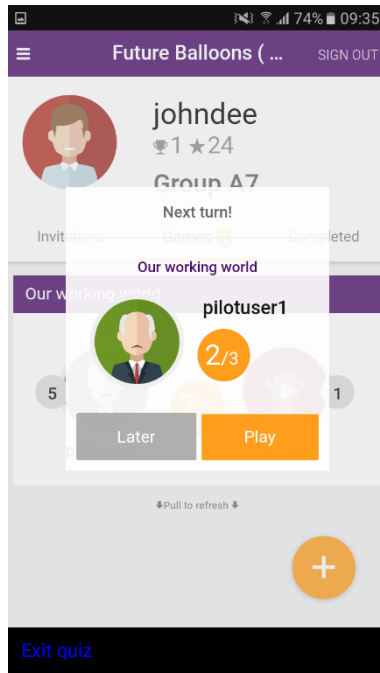 74% 09:35
Future Balloons ( ...
SIGN OUT
johndee
1 ★24
Group A7
Invitations
Games
Completed
Next turn!
Our working world
Our working world
pilotuser1
2/3
5
1
Later
Play
Pull to refresh
Exit quiz